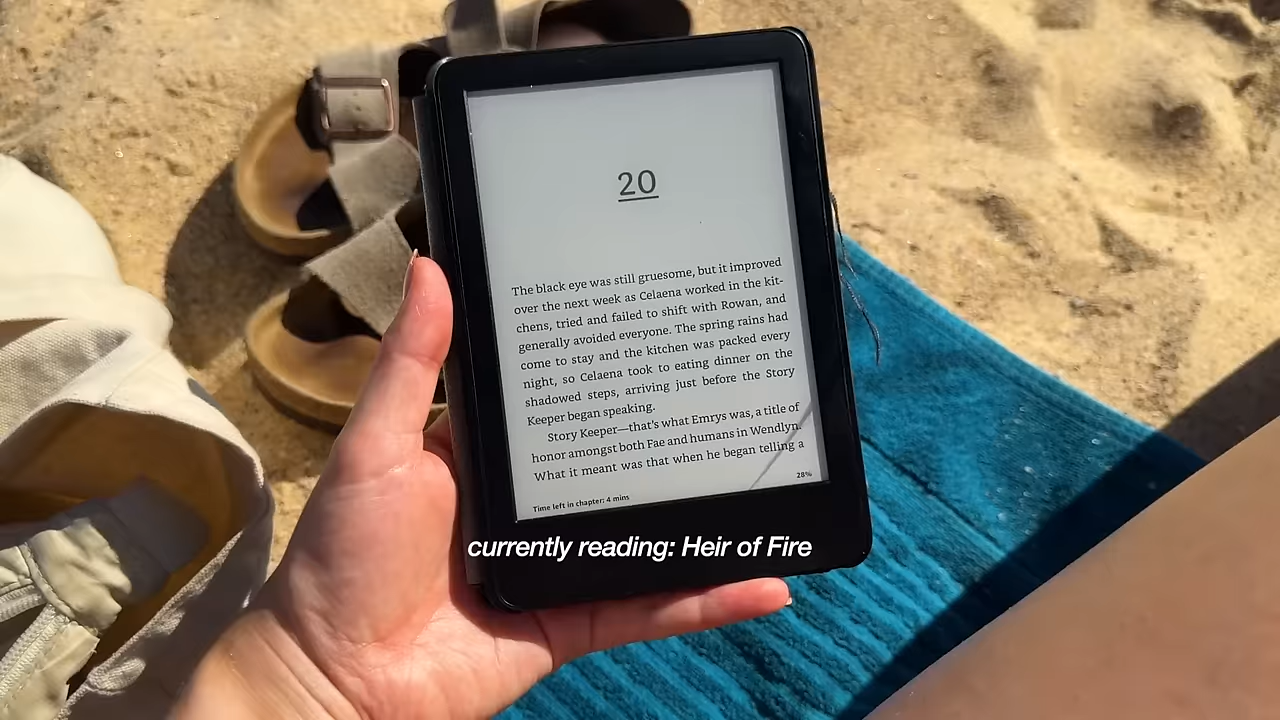 20
The black eye was still gruesome, but it improved
over the next week as Celaena worked in the kit-
chens, tried and failed to shift with Rowan, and
generally avoided everyone. The spring rains had
come to stay and the kitchen was packed every
night, so Celaena took to eating dinner on the
shadowed steps, arriving just before the Story
Keeper began speaking.
Story Keeper—that's what Emrys was, a title of
honor amongst both Fae and humans in Wendlyn.
What it meant was that when he began telling a
28%
Time left in chapter: 4 mins
currently reading: Heir of Fire